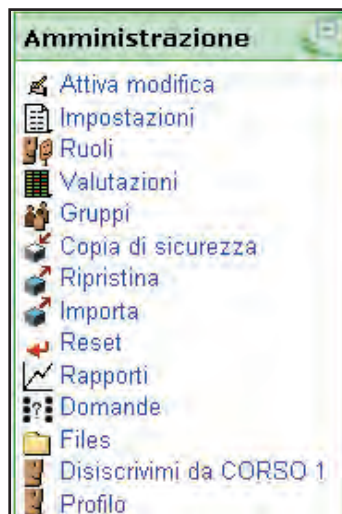 Amministrazione
Attiva modifica
Impostazioni
Ruoli
Valutazioni
Gruppi
Copia di sicurezza
Ripristina
Importa
Reset
Rapporti
Domande
Files
Disiscrivimi da CORSO 1
Profilo